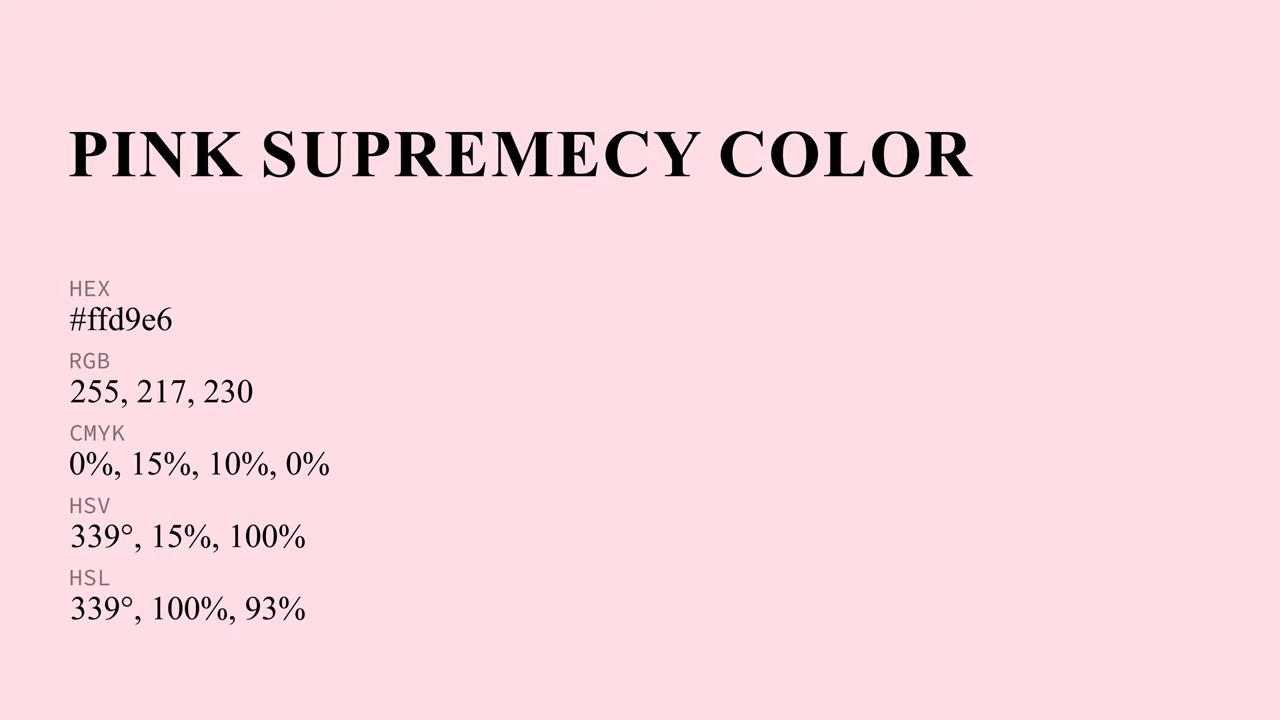 PINK SUPREMECY COLOR
HEX
#ffd9e6
RGB
255, 217, 230
CMYK
0%, 15%, 10%, 0%
HSV
339°, 15%, 100%
HSL
339°, 100%, 93%